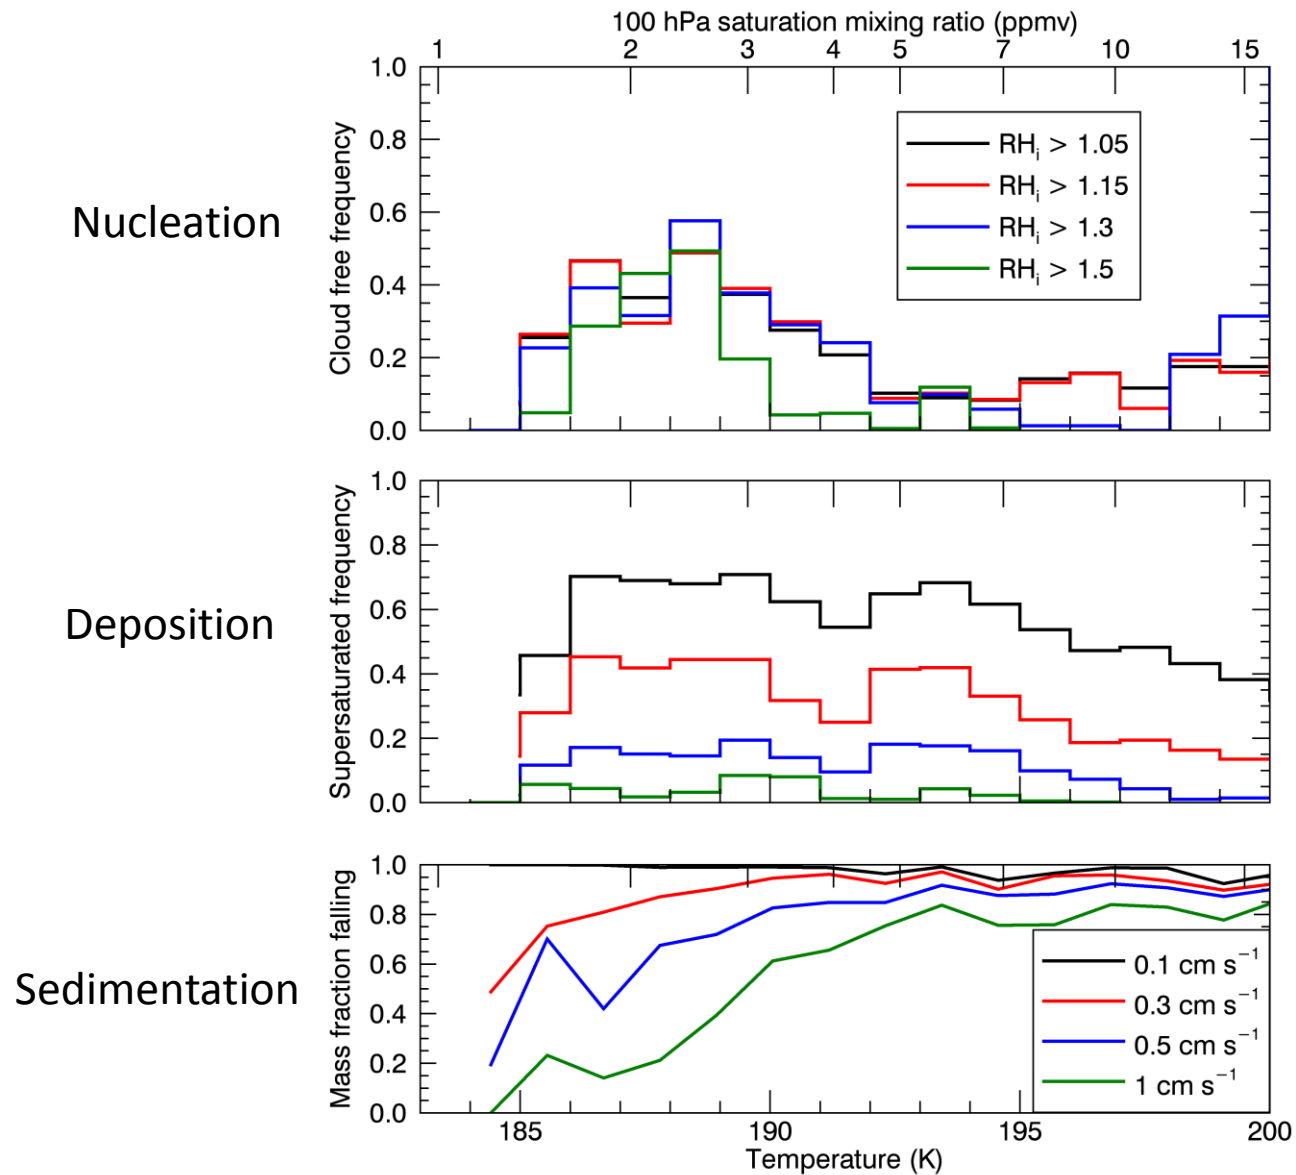 100 hPa saturation mixing ratio (ppmv)
1 2 3 4 5 7 10 15
Nucleation
Cloud free frequency
1.0
0.8
0.6
0.4
0.2
0.0
RHᵢ > 1.05
RHᵢ > 1.15
RHᵢ > 1.3
RHᵢ > 1.5
Deposition
Supersaturated frequency
1.0
0.8
0.6
0.4
0.2
0.0
Sedimentation
Mass fraction falling
1.0
0.8
0.6
0.4
0.2
0.0
0.1 cm s⁻¹
0.3 cm s⁻¹
0.5 cm s⁻¹
1 cm s⁻¹
185 190 195 200
Temperature (K)